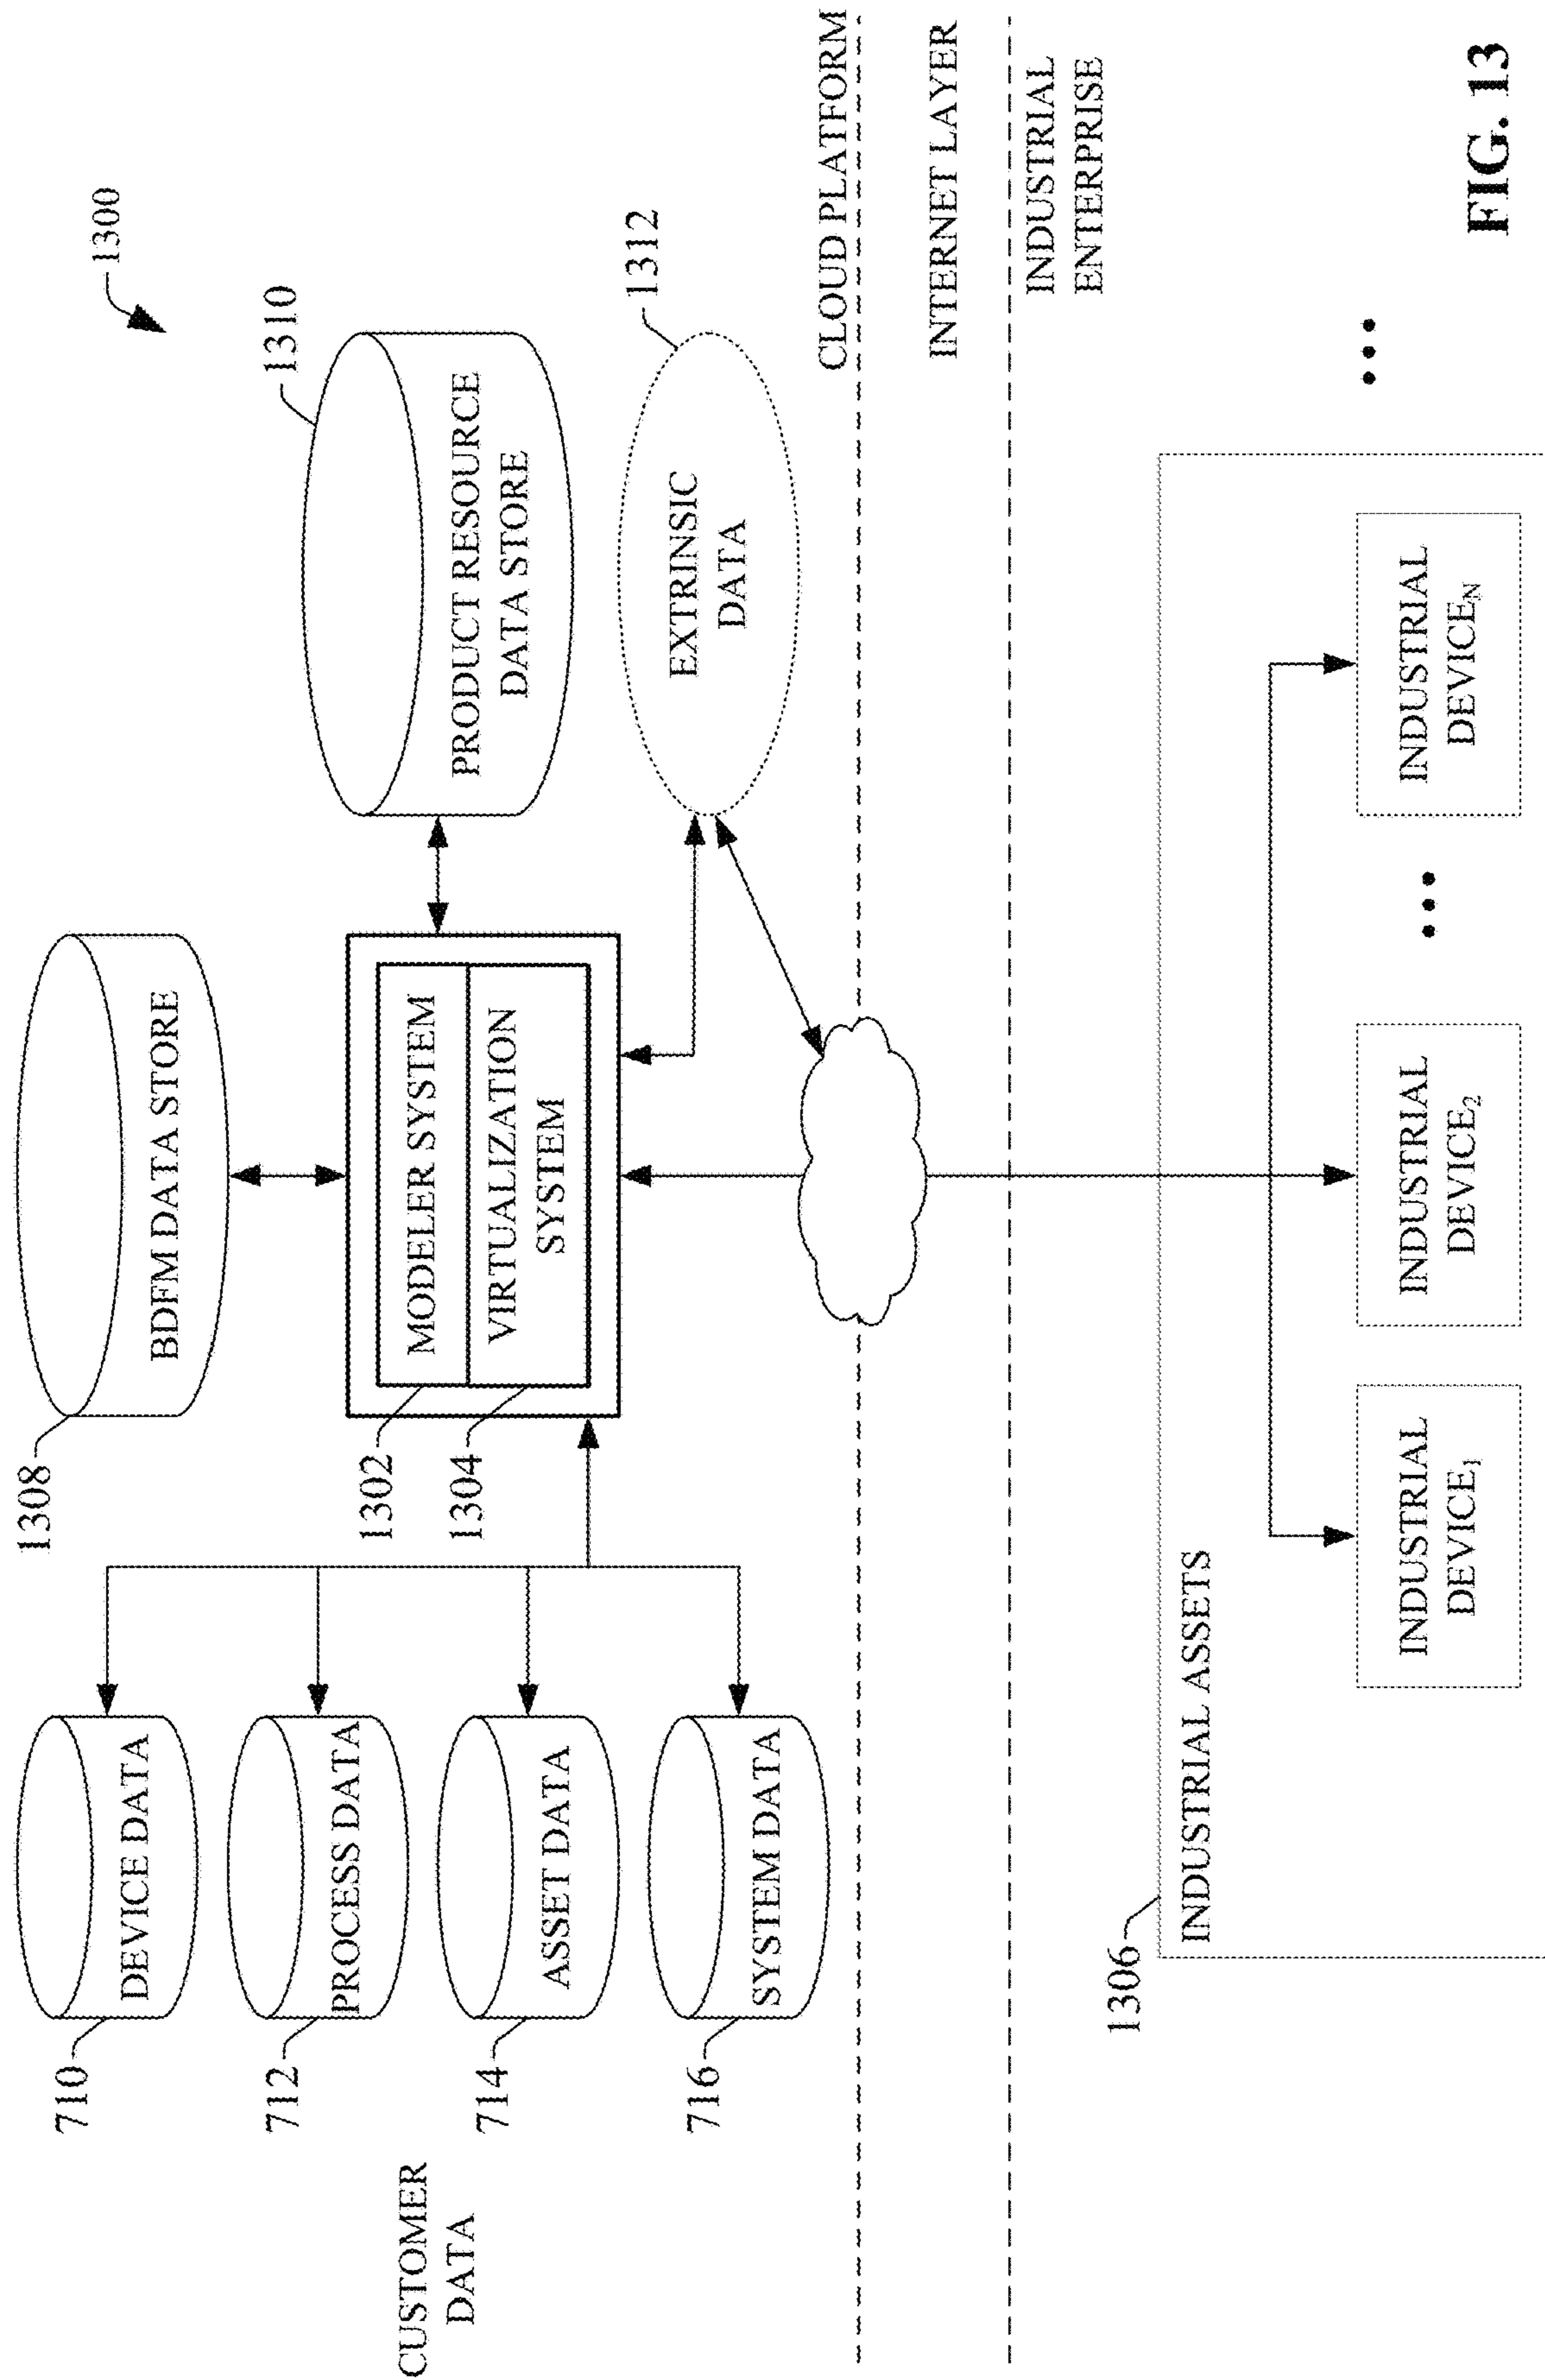 1300
1308
BDFM DATA STORE
1310
PRODUCT RESOURCE
DATA STORE
1312
EXTRINSIC
DATA
1302
MODELER SYSTEM
1304
VIRTUALIZATION
SYSTEM
CUSTOMER
DATA
710
DEVICE DATA
712
PROCESS DATA
714
ASSET DATA
716
SYSTEM DATA
CLOUD PLATFORM
INTERNET LAYER
INDUSTRIAL
ENTERPRISE
1306
INDUSTRIAL ASSETS
INDUSTRIAL
DEVICE1
INDUSTRIAL
DEVICE2
•••
INDUSTRIAL
DEVICEN
•••
FIG. 13